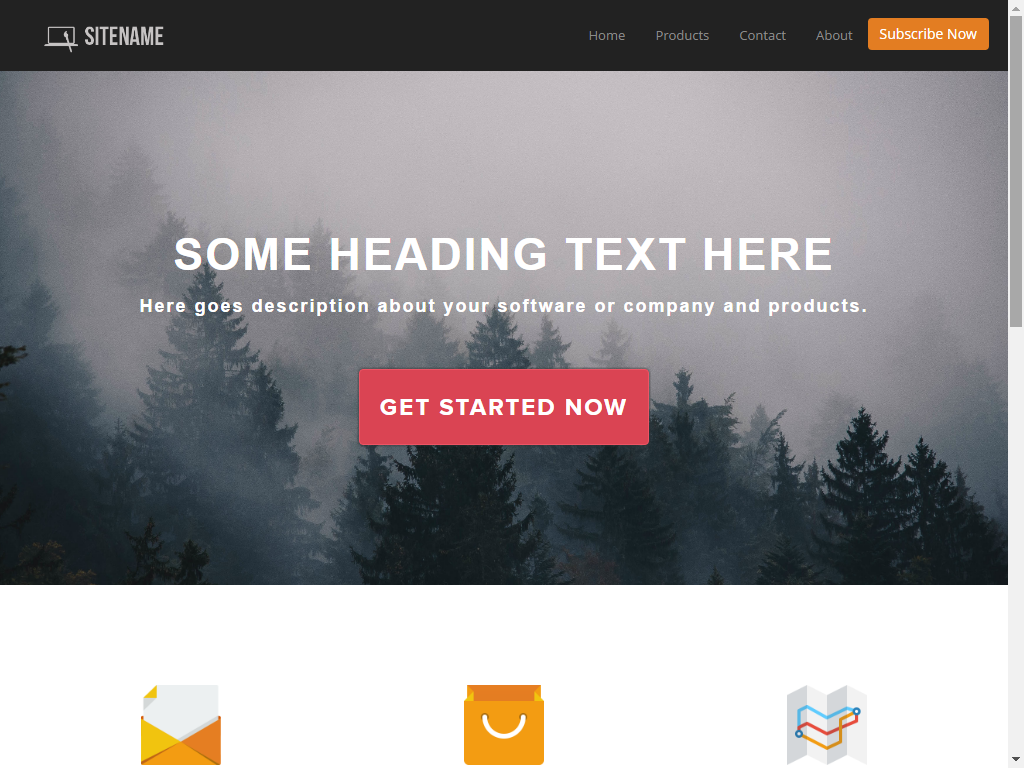 SITENAME
Home Products Contact About Subscribe Now
SOME HEADING TEXT HERE
Here goes description about your software or company and products.
GET STARTED NOW